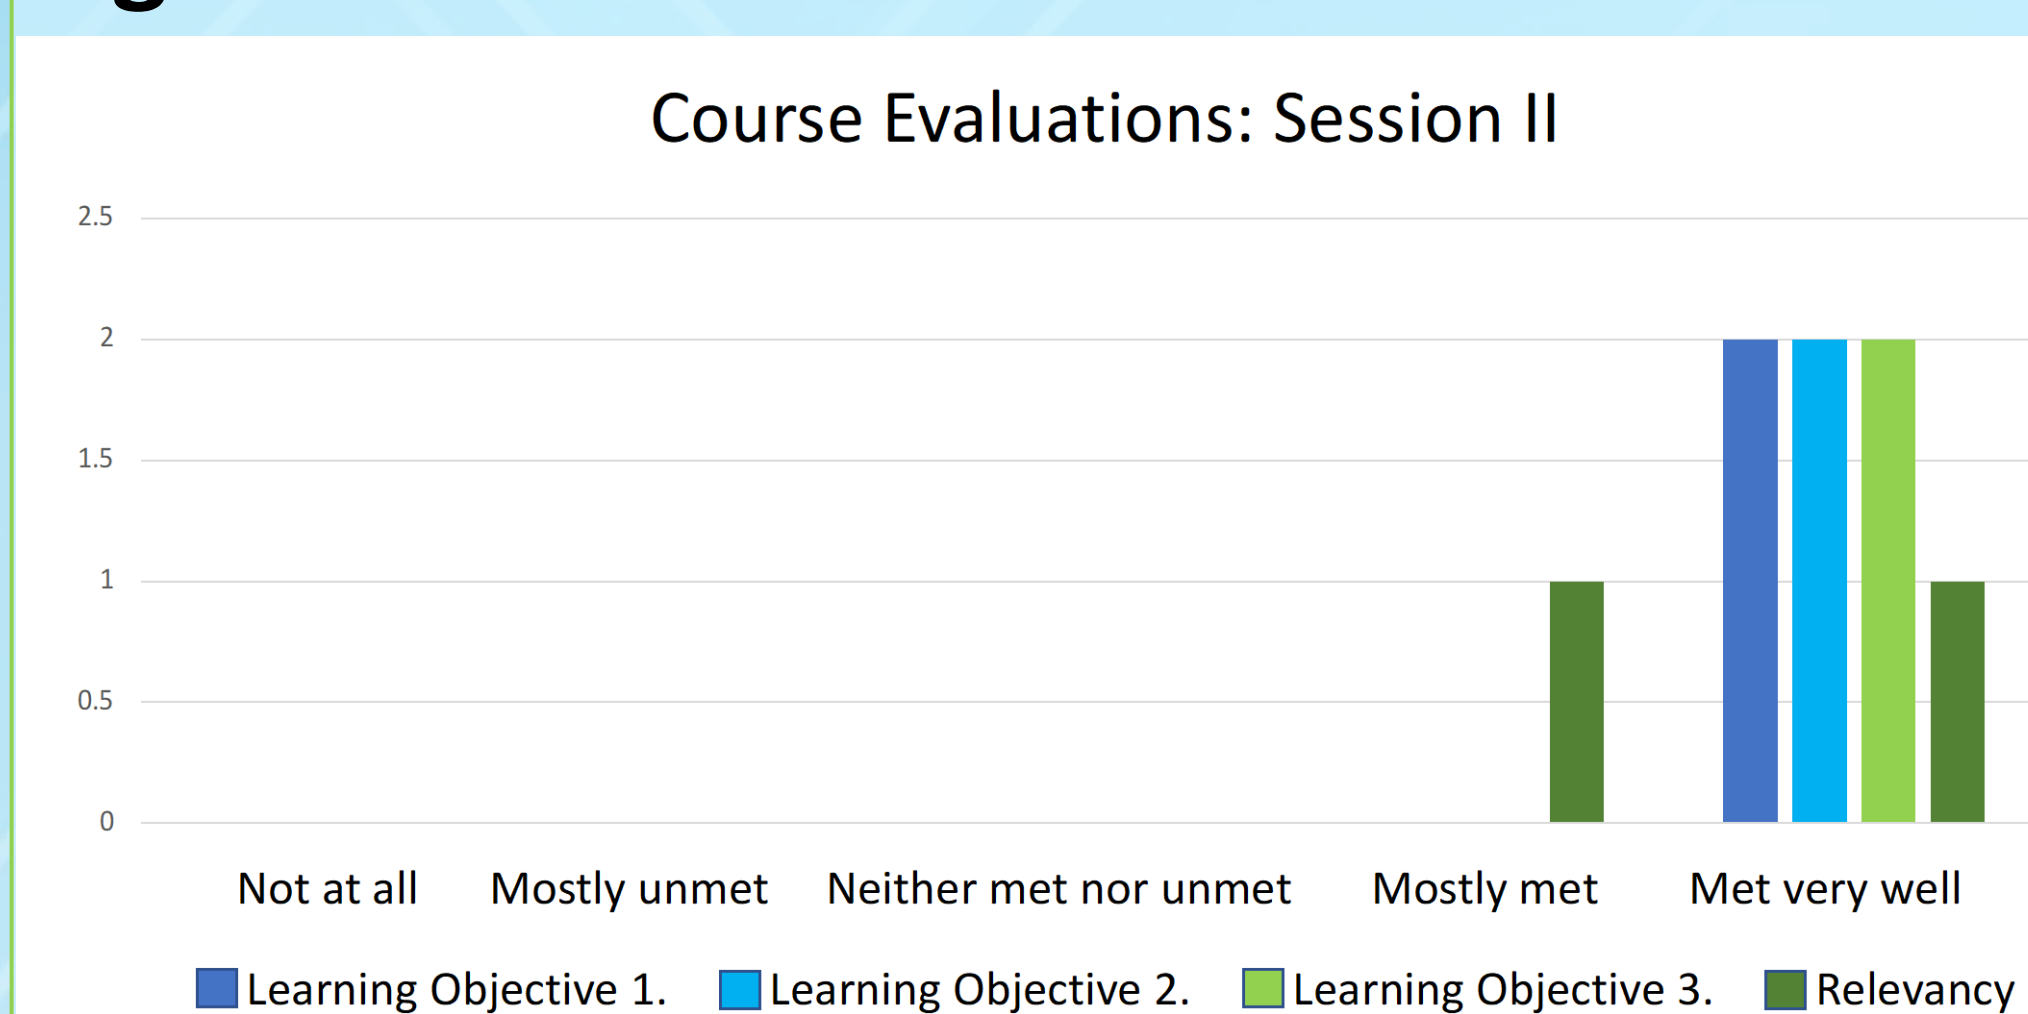 g
Course Evaluations: Session II
2.5
2
1.5
1
0.5
0
Not at all Mostly unmet Neither met nor unmet Mostly met Met very well
Learning Objective 1. Learning Objective 2. Learning Objective 3. Relevancy